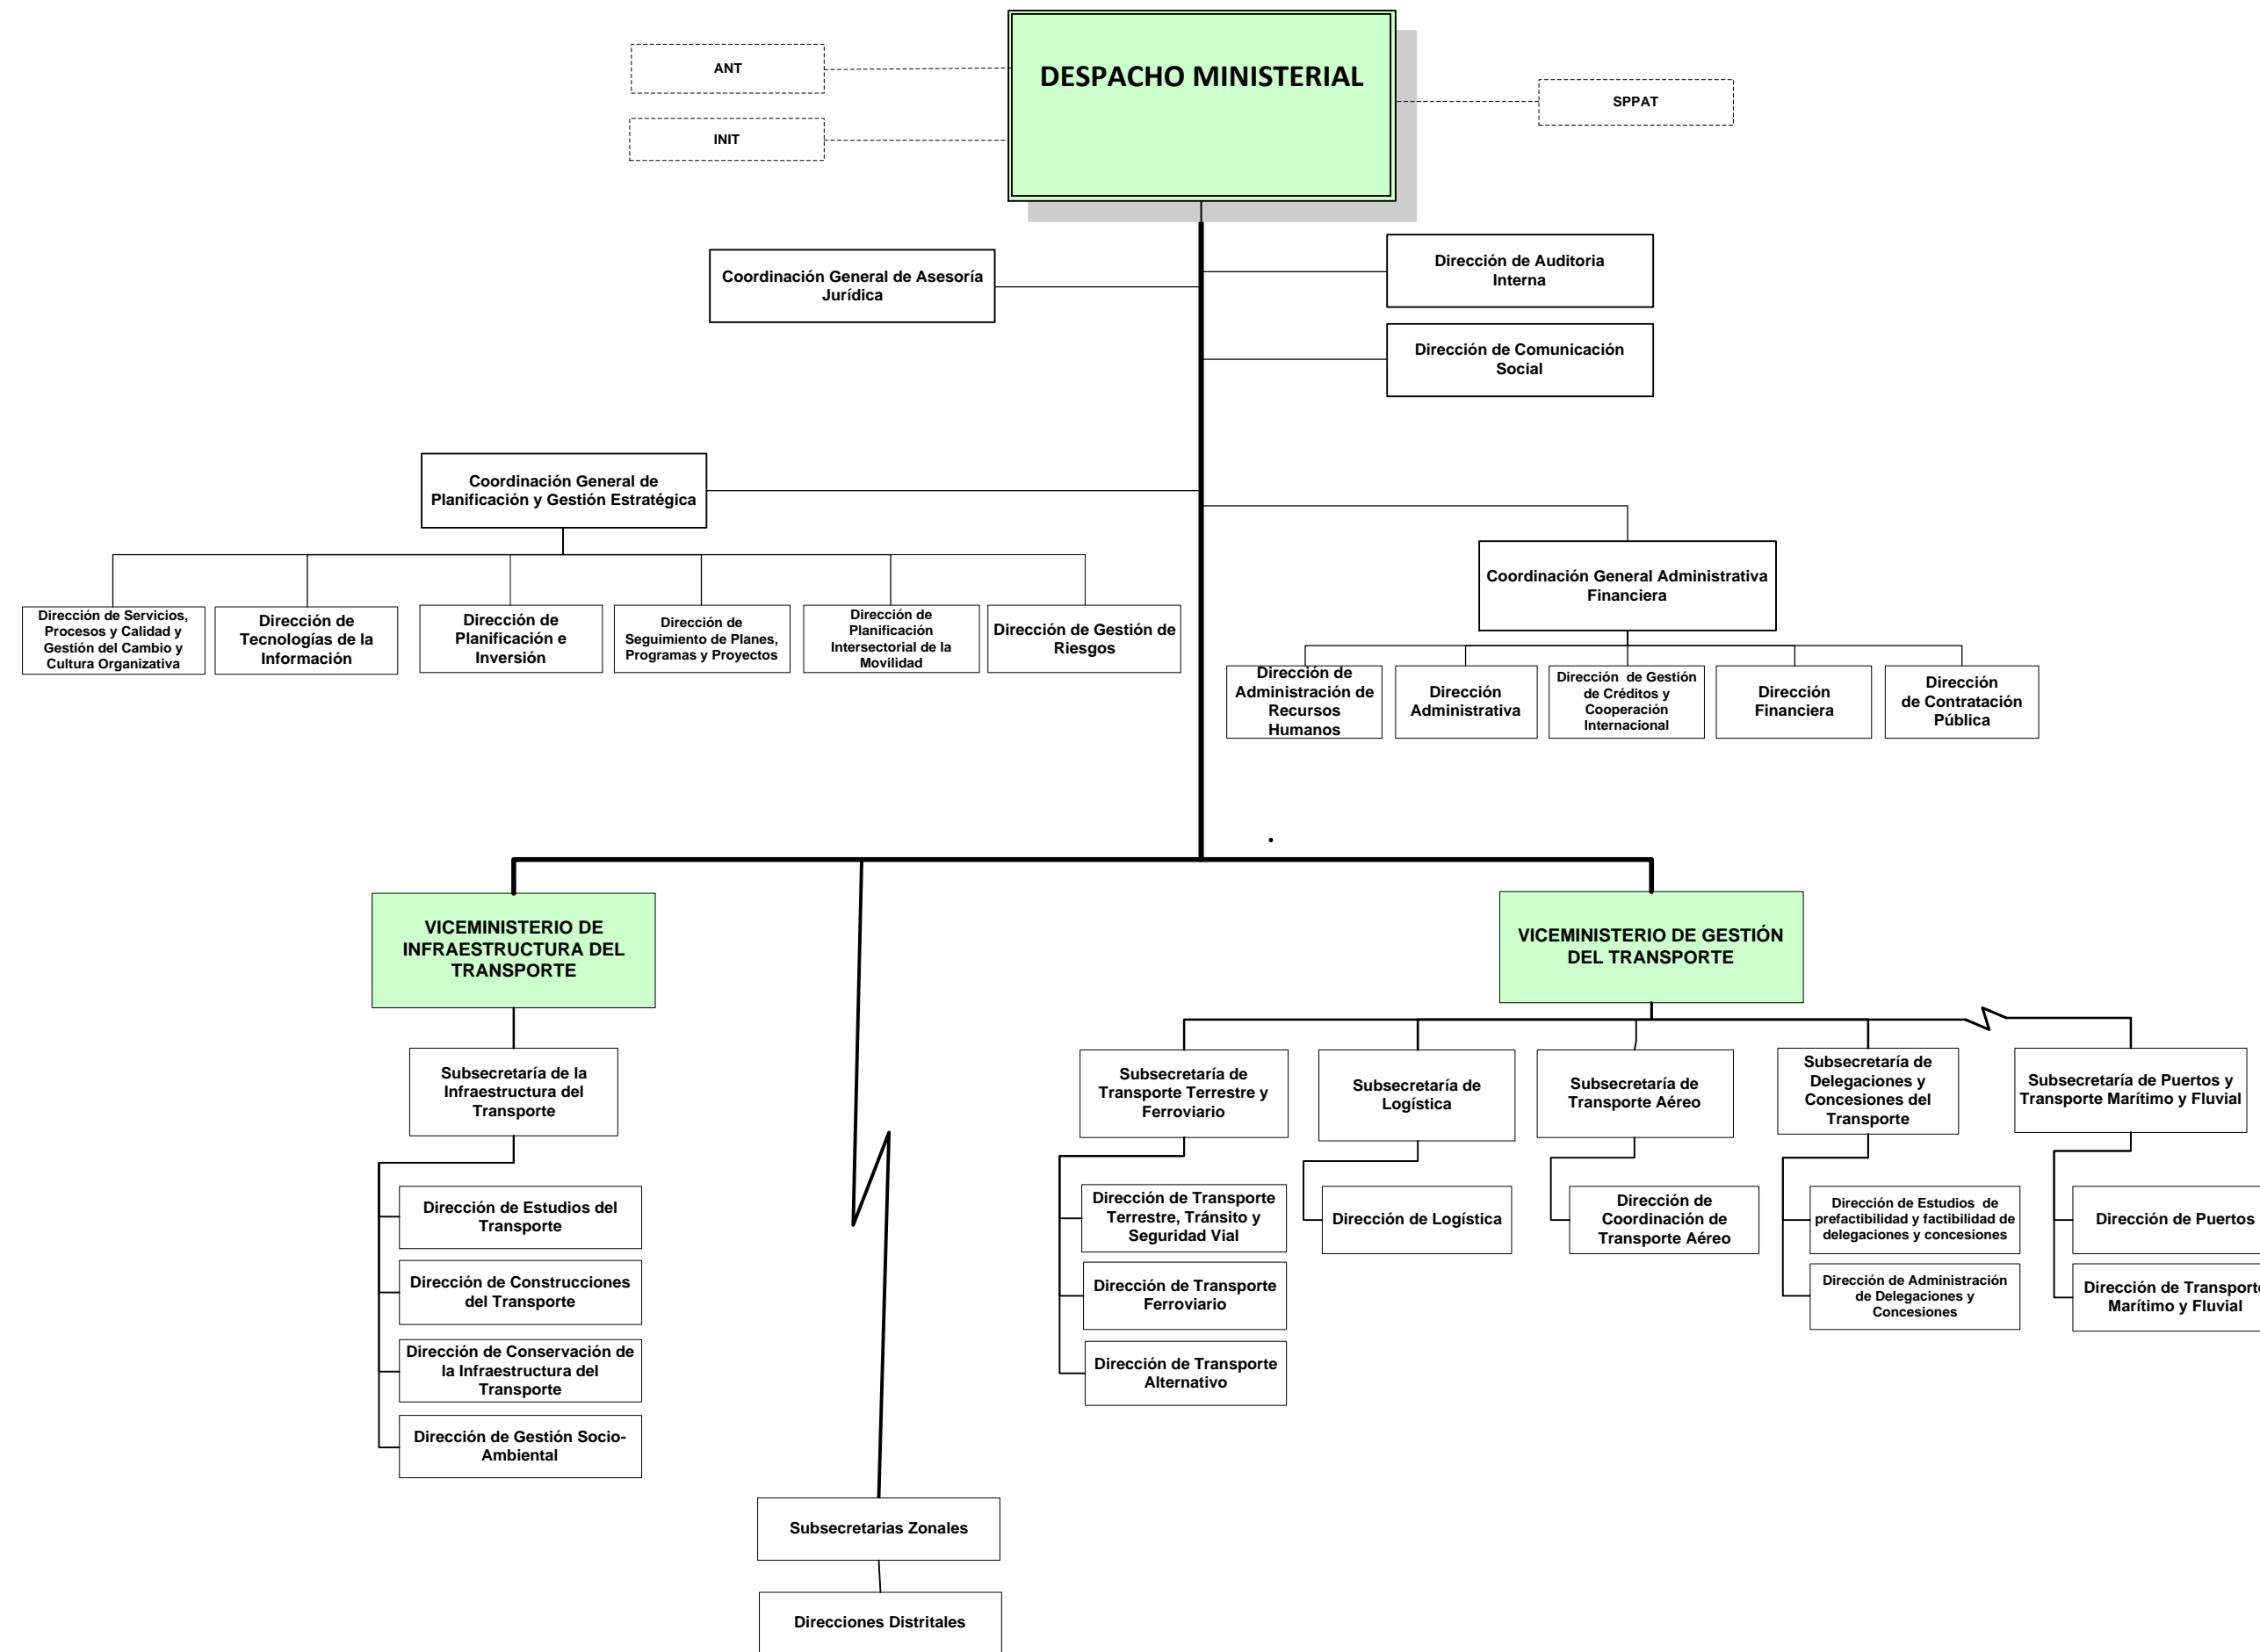 DESPACHO MINISTERIAL
ANT
INIT
SPPAT
Coordinación General de Asesoría
Jurídica
Dirección de Auditoria
Interna
Dirección de Comunicación
Social
Coordinación General de
Planificación y Gestión Estratégica
Dirección de Servicios,
Procesos y Calidad y
Gestión del Cambio y
Cultura Organizativa
Dirección de
Tecnologías de la
Información
Dirección de
Planificación e
Inversión
Dirección de
Seguimiento de Planes,
Programas y Proyectos
Dirección de
Planificación
Intersectorial de la
Movilidad
Dirección de Gestión de
Riesgos
Coordinación General Administrativa
Financiera
Dirección de
Administración de
Recursos
Humanos
Dirección
Administrativa
Dirección de Gestión
de Créditos y
Cooperación
Internacional
Dirección
Financiera
Dirección
de Contratación
Pública
.
VICEMINISTERIO DE
INFRAESTRUCTURA DEL
TRANSPORTE
Subsecretaría de la
Infraestructura del
Transporte
Dirección de Estudios del
Transporte
Dirección de Construcciones
del Transporte
Dirección de Conservación de
la Infraestructura del
Transporte
Dirección de Gestión Socio-
Ambiental
Subsecretarias Zonales
Direcciones Distritales
VICEMINISTERIO DE GESTIÓN
DEL TRANSPORTE
Subsecretaría de
Transporte Terrestre y
Ferroviario
Dirección de Transporte
Terrestre, Tránsito y
Seguridad Vial
Dirección de Transporte
Ferroviario
Dirección de Transporte
Alternativo
Subsecretaría de
Logística
Dirección de Logística
Subsecretaría de
Transporte Aéreo
Dirección de
Coordinación de
Transporte Aéreo
Subsecretaría de
Delegaciones y
Concesiones del
Transporte
Dirección de Estudios de
prefactibilidad y factibilidad de
delegaciones y concesiones
Dirección de Administración
de Delegaciones y
Concesiones
Subsecretaría de Puertos y
Transporte Marítimo y Fluvial
Dirección de Puertos
Dirección de Transporte
Marítimo y Fluvial